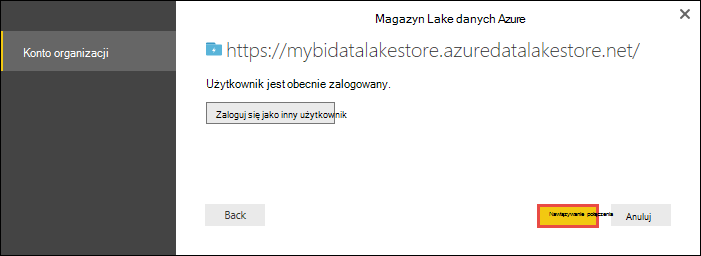 Magazyn Lake danych Azure
Konto organizacji
https://mybidatalakestore.azuredatalakestore.net/
Użytkownik jest obecnie zalogowany.
Zaloguj się jako inny użytkownik
Back
Nawiązywanie połączenia
Anuluj